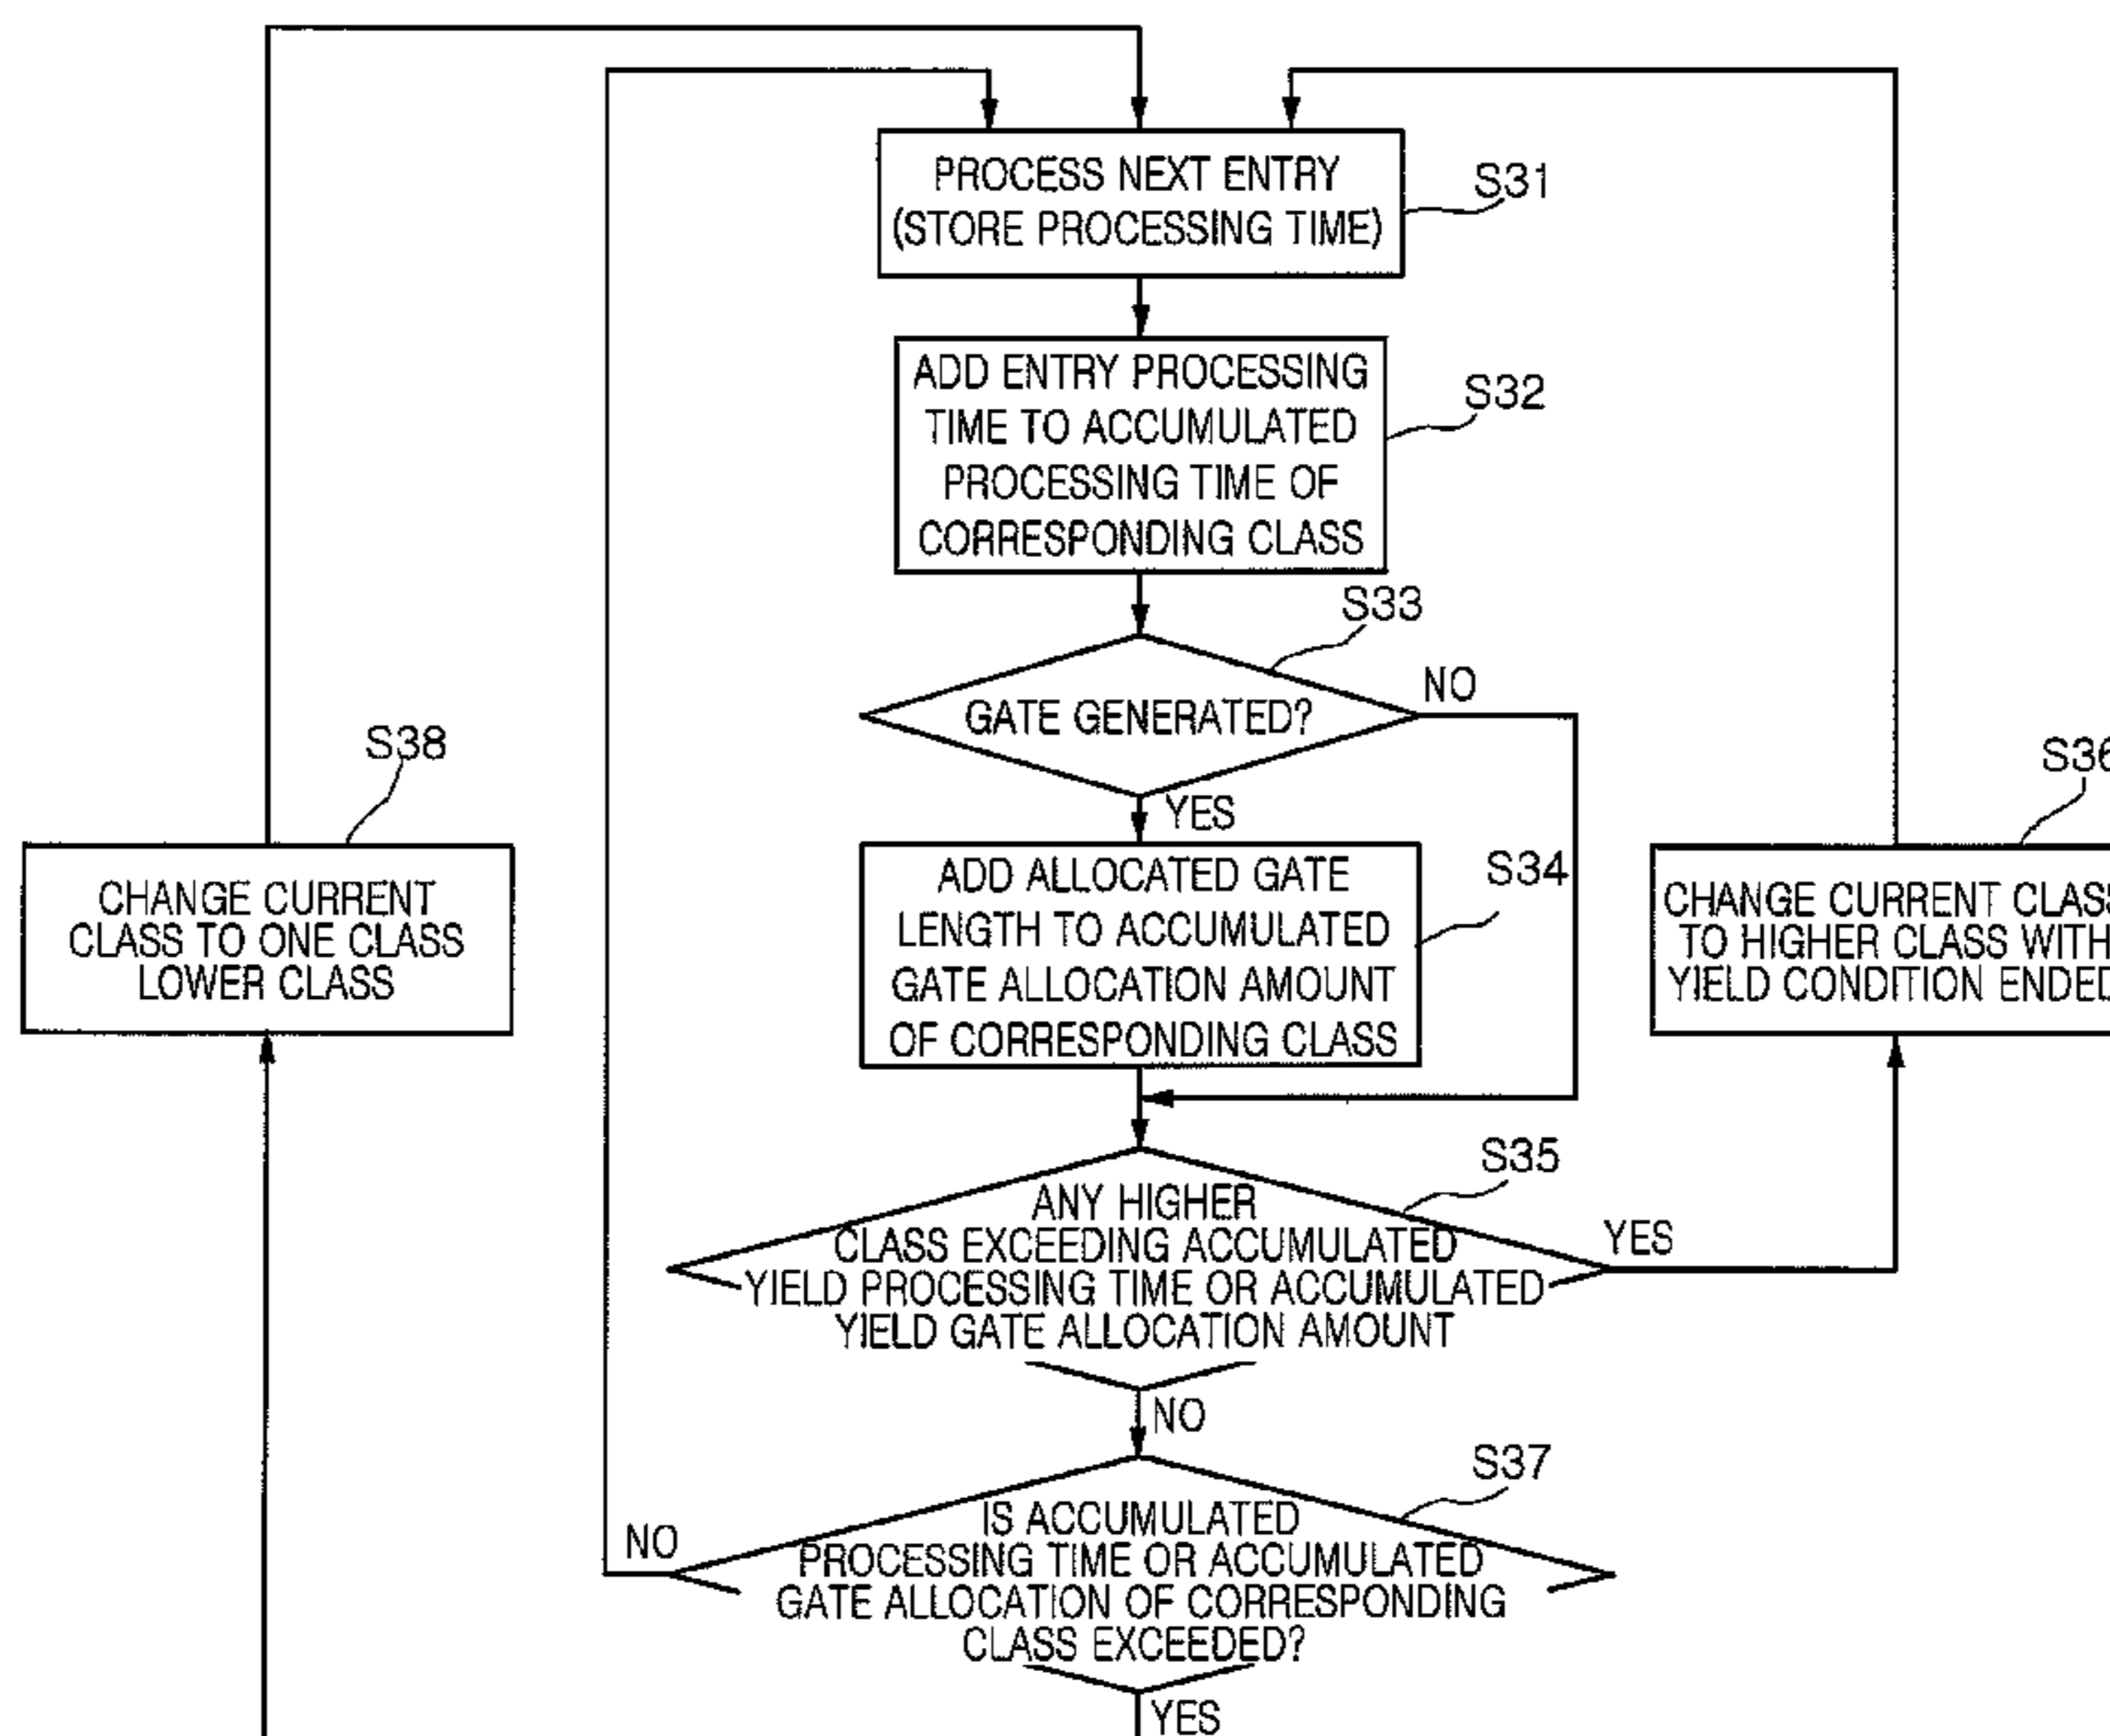 PROCESS NEXT ENTRY
(STORE PROCESSING TIME)
S31
ADD ENTRY PROCESSING
TIME TO ACCUMULATED
PROCESSING TIME OF
CORRESPONDING CLASS
S32
S33
GATE GENERATED?
NO
YES
S38
CHANGE CURRENT
CLASS TO ONE CLASS
LOWER CLASS
ADD ALLOCATED GATE
LENGTH TO ACCUMULATED
GATE ALLOCATION AMOUNT
OF CORRESPONDING CLASS
S34
S36
CHANGE CURRENT CLASS
TO HIGHER CLASS WITH
YIELD CONDITION ENDED
S35
ANY HIGHER
CLASS EXCEEDING ACCUMULATED
YIELD PROCESSING TIME OR ACCUMULATED
YIELD GATE ALLOCATION AMOUNT
YES
NO
S37
IS ACCUMULATED
PROCESSING TIME OR ACCUMULATED
GATE ALLOCATION OF CORRESPONDING
CLASS EXCEEDED?
NO
YES